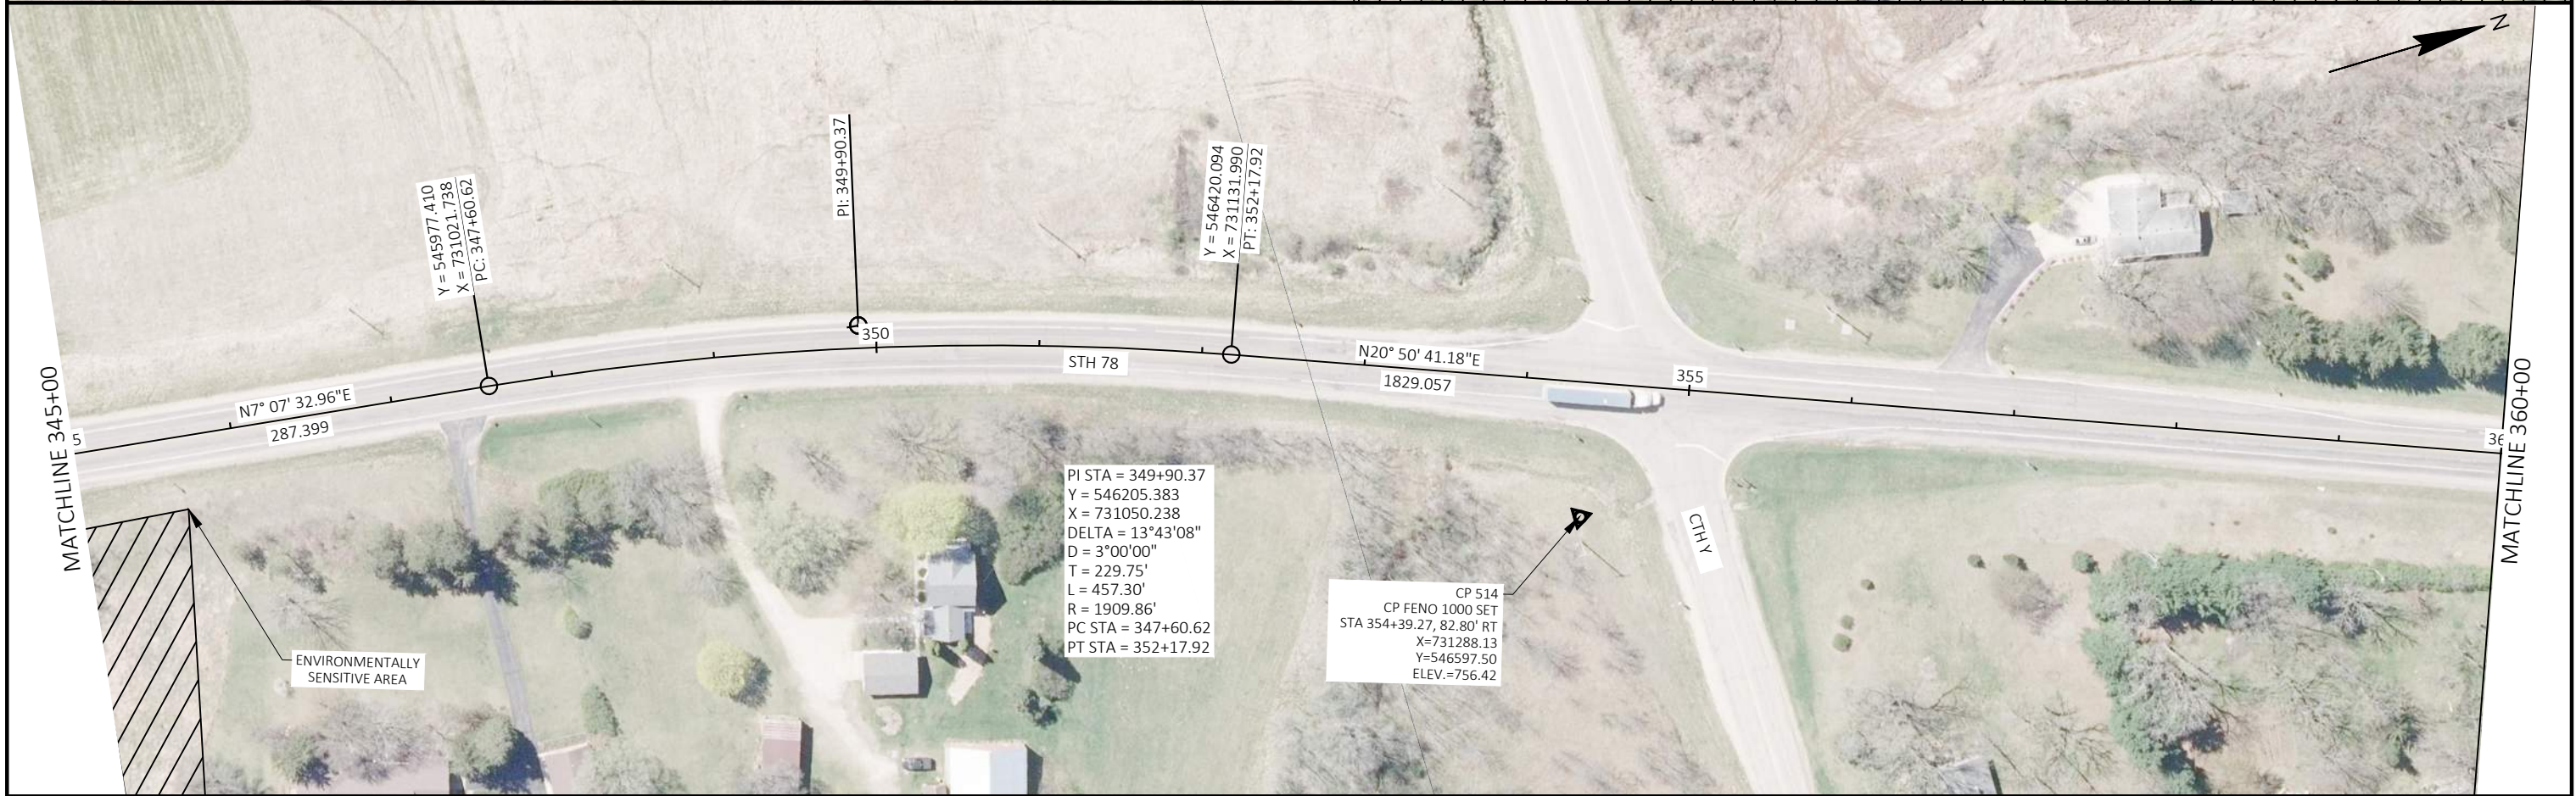 N
MATCHLINE 345+00
5
N7° 07' 32.96"E
287.399
Y = 545977.410
X = 731021.738
PC: 347+60.62
PI: 349+90.37
350
STH 78
Y = 546420.094
X = 731131.990
PT: 352+17.92
N20° 50' 41.18"E
1829.057
355
36
MATCHLINE 360+00
CTH Y
PI STA = 349+90.37
Y = 546205.383
X = 731050.238
DELTA = 13°43'08"
D = 3°00'00"
T = 229.75'
L = 457.30'
R = 1909.86'
PC STA = 347+60.62
PT STA = 352+17.92
CP 514
CP FENO 1000 SET
STA 354+39.27, 82.80' RT
X=731288.13
Y=546597.50
ELEV.=756.42
ENVIRONMENTALLY
SENSITIVE AREA